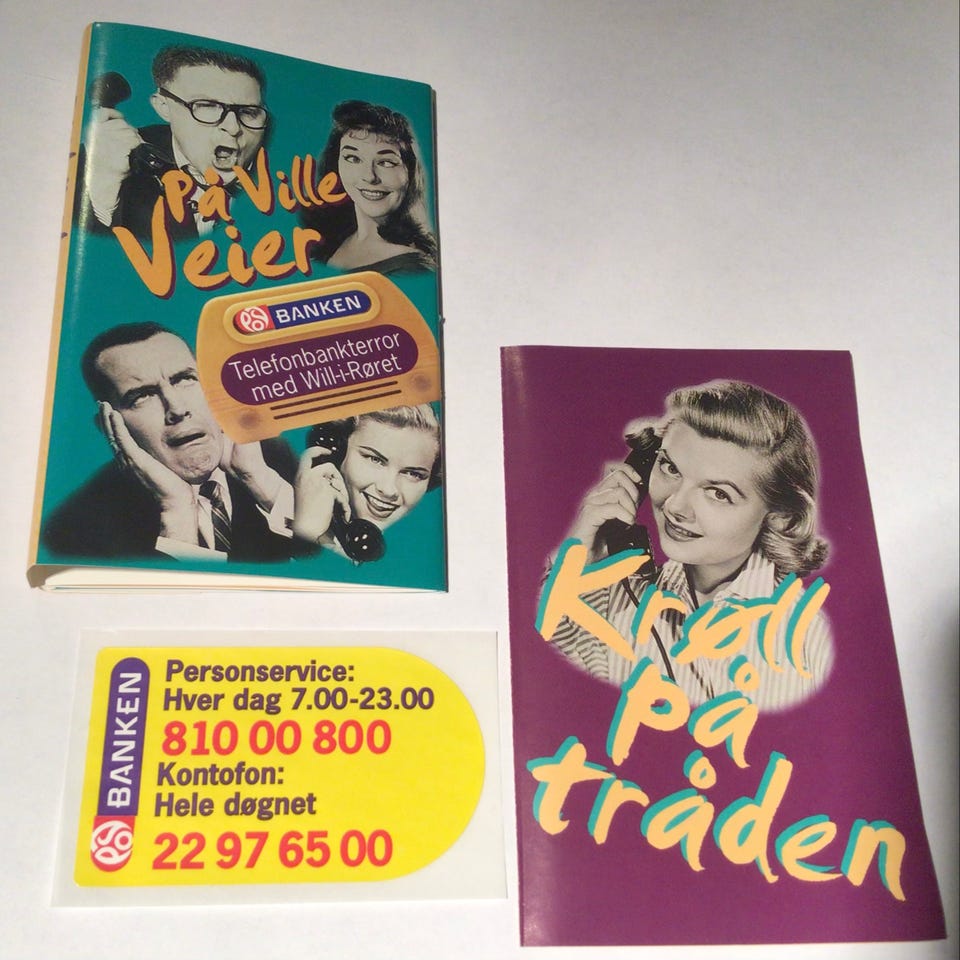 På Ville
Veier
BANKEN
Telefonbankterror
med Will-i-Røret
Krøll
på
tråden
BANKEN
Personservice:
Hver dag 7.00-23.00
810 00 800
Kontofon:
Hele døgnet
22 97 65 00